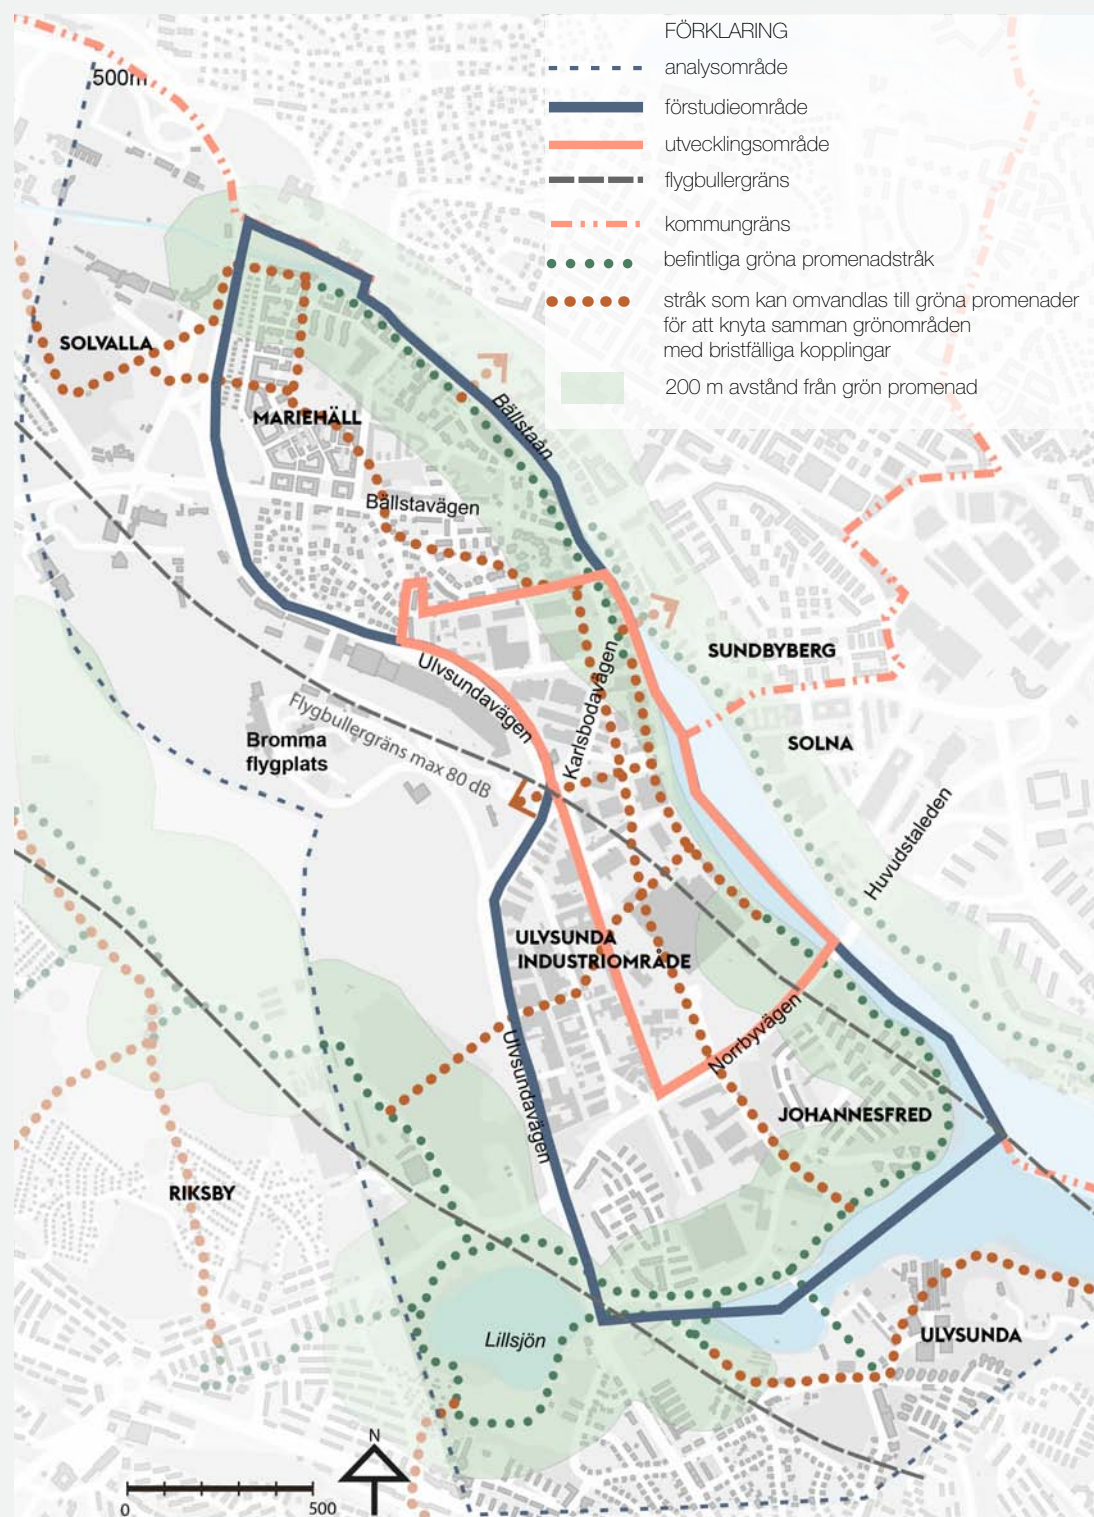 FÖRKLARING
analysområde
förstudieområde
utvecklingsområde
flygbullergräns
kommungräns
befintliga gröna promenadstråk
stråk som kan omvandlas till gröna promenader
för att knyta samman grönområden
med bristfälliga kopplingar
200 m avstånd från grön promenad
500m
SOLVALLA
MARIEHÄLL
Bällstaån
Bällstavägen
Ulvsundavägen
Karlsbodavägen
SUNDBYBERG
SOLNA
Flygbullergräns max 80 dB
Bromma
flygplats
Huvudstaleden
ULVSUNDA
INDUSTRIOMRÅDE
Norrbyvägen
Ulvsundavägen
JOHANNESFRED
RIKSBY
Lillsjön
ULVSUNDA
N
0
500